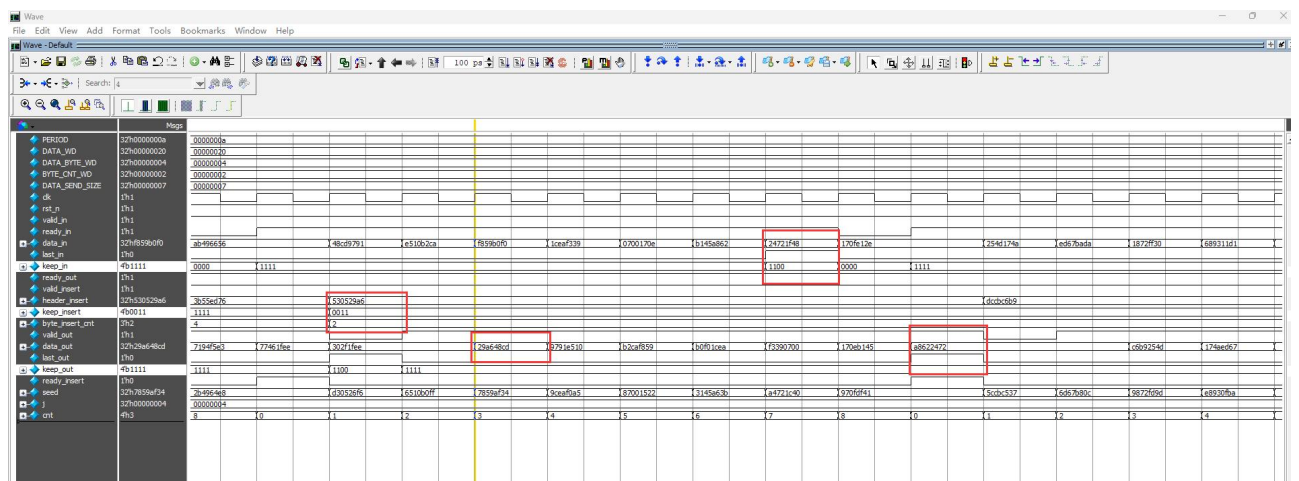 Wave
File Edit View Add Format Tools Bookmarks Window Help
Wave - Default
100 ps
Search:
Msgs
PERIOD 32'h0000000a 0000000a
DATA_WD 32'h00000020 00000020
DATA_BYTE_WD 32'h00000004 00000004
BYTE_CNT_WD 32'h00000002 00000002
DATA_SEND_SIZE 32'h00000007 00000007
clk 1'h1
rst_n 1'h1
valid_in 1'h1
ready_in 1'h1
data_in 32'hf859b0f0 ab496656 48cd9791 e510b2ca f859b0f0 1ceaf339 0700170e b145a862 24721f48 170fe12e 254d174a ed67bada 1872ff30 689311d1
last_in 1'h0
keep_in 4'b1111 0000 1111 1100 0000 1111
ready_out 1'h1
valid_insert 1'h1
header_insert 32'h530529a6 3b55ed76 530529a6 dccbc6b9
keep_insert 4'b0011 1111 0011
byte_insert_cnt 3'h2 4 2
valid_out 1'h1
data_out 32'h29a648cd 7194f5e3 77461fee 302f1fee 29a648cd 9791e510 b2caf859 b0f01cea f3390700 170eb145 a8622472 c6b9254d 174aed67
last_out 1'h0
keep_out 4'b1111 1111 1100 1111
ready_insert 1'h0
seed 32'h7859af34 2b4964e8 d30526f6 6510b0ff 7859af34 9ceaf0a5 87001522 3145a63b a4721c40 970fdf41 5ccbc537 6d67b80c 9872fd9d e8930fba
j 32'h00000004 00000004
cnt 4'h3 8 0 1 2 3 4 5 6 7 8 0 1 2 3 4